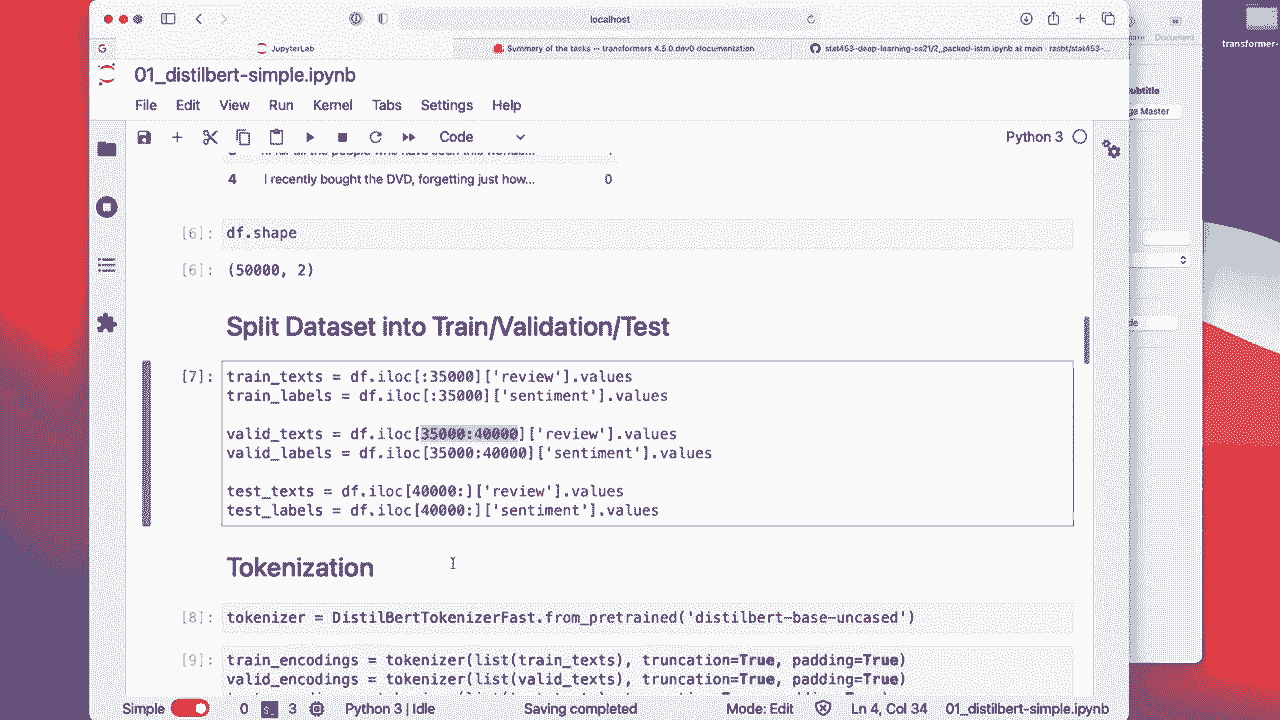 localhost
JupyterLab
Summary of the tasks — transformers 4.5.0.dev0 documentation
stat453-deep-learning-ss21/2_packed-lstm.ipynb at main · rasbt/stat453-...
G
Document
transformer-
01_distilbert-simple.ipynb
ubtitle
ge Master
File Edit View Run Kernel Tabs Settings Help
Code
Python 3
4 I recently bought the DVD, forgetting just how... 0
[6]: df.shape
[6]: (50000, 2)
Split Dataset into Train/Validation/Test
[7]: train_texts = df.iloc[:35000]['review'].values
train_labels = df.iloc[:35000]['sentiment'].values
valid_texts = df.iloc[35000:40000]['review'].values
valid_labels = df.iloc[35000:40000]['sentiment'].values
test_texts = df.iloc[40000:]['review'].values
test_labels = df.iloc[40000:]['sentiment'].values
Tokenization
[8]: tokenizer = DistilBertTokenizerFast.from_pretrained('distilbert-base-uncased')
[9]: train_encodings = tokenizer(list(train_texts), truncation=True, padding=True)
valid_encodings = tokenizer(list(valid_texts), truncation=True, padding=True)
Simple 0 3 Python 3 | Idle Saving completed Mode: Edit Ln 4, Col 34 01_distilbert-simple.ipynb